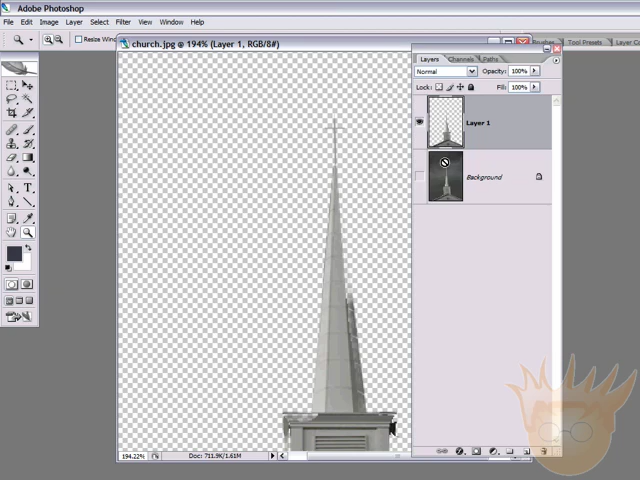 Adobe Photoshop
File Edit Image Layer Select Filter View Window Help
Resize Wind
Brushes Tool Presets Layer Co
church.jpg @ 194% (Layer 1, RGB/8#)
Layers Channels Paths
Normal Opacity: 100%
Lock: Fill: 100%
Layer 1
Background
T
194.22% Doc: 711.9K/1.61M